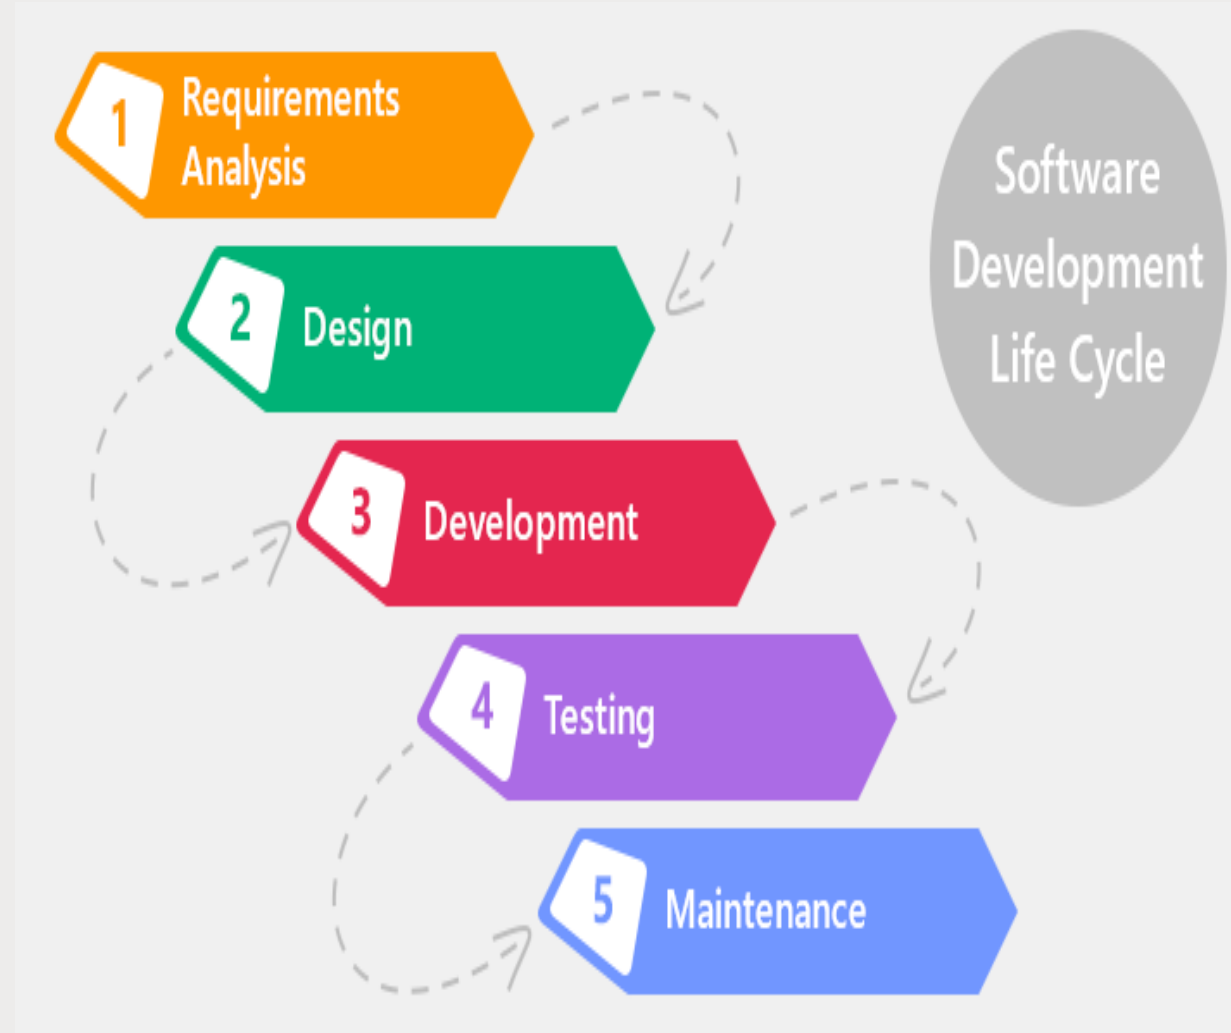 1
Requirements
Analysis
2
Design
3
Development
4
Testing
5
Maintenance
Software
Development
Life Cycle